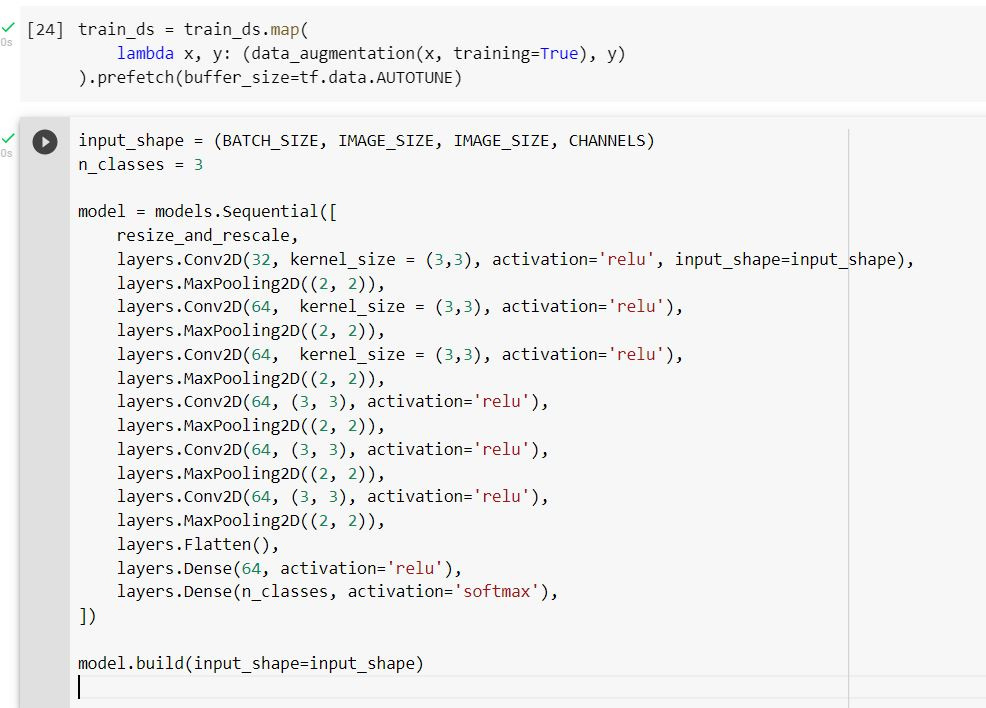 [24] train_ds = train_ds.map(
0s
    lambda x, y: (data_augmentation(x, training=True), y)
).prefetch(buffer_size=tf.data.AUTOTUNE)
input_shape = (BATCH_SIZE, IMAGE_SIZE, IMAGE_SIZE, CHANNELS)
0s
n_classes = 3
model = models.Sequential([
    resize_and_rescale,
    layers.Conv2D(32, kernel_size = (3,3), activation='relu', input_shape=input_shape),
    layers.MaxPooling2D((2, 2)),
    layers.Conv2D(64,  kernel_size = (3,3), activation='relu'),
    layers.MaxPooling2D((2, 2)),
    layers.Conv2D(64,  kernel_size = (3,3), activation='relu'),
    layers.MaxPooling2D((2, 2)),
    layers.Conv2D(64, (3, 3), activation='relu'),
    layers.MaxPooling2D((2, 2)),
    layers.Conv2D(64, (3, 3), activation='relu'),
    layers.MaxPooling2D((2, 2)),
    layers.Conv2D(64, (3, 3), activation='relu'),
    layers.MaxPooling2D((2, 2)),
    layers.Flatten(),
    layers.Dense(64, activation='relu'),
    layers.Dense(n_classes, activation='softmax'),
])
model.build(input_shape=input_shape)